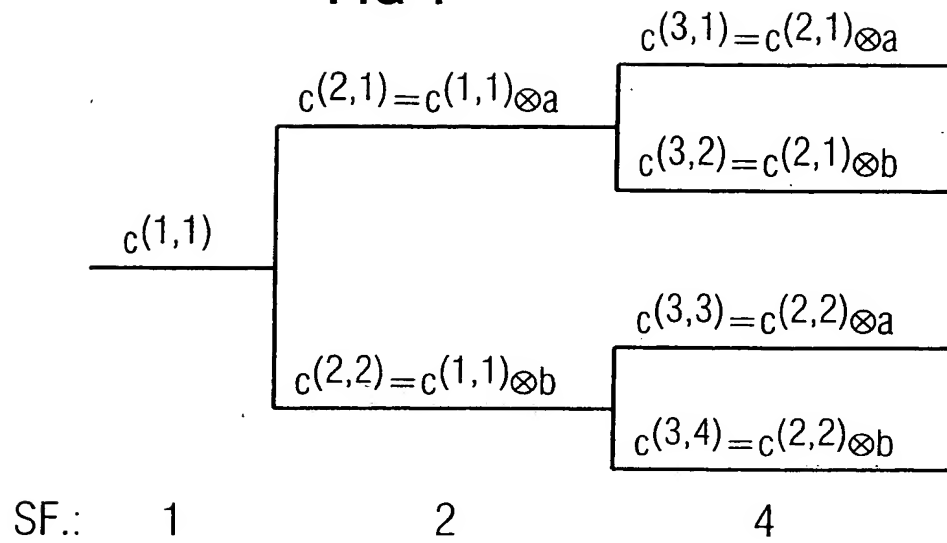 c(3,1)=c(2,1)⊗a
c(2,1)=c(1,1)⊗a
c(3,2)=c(2,1)⊗b
c(1,1)
c(3,3)=c(2,2)⊗a
c(2,2)=c(1,1)⊗b
c(3,4)=c(2,2)⊗b
SF.: 1 2 4